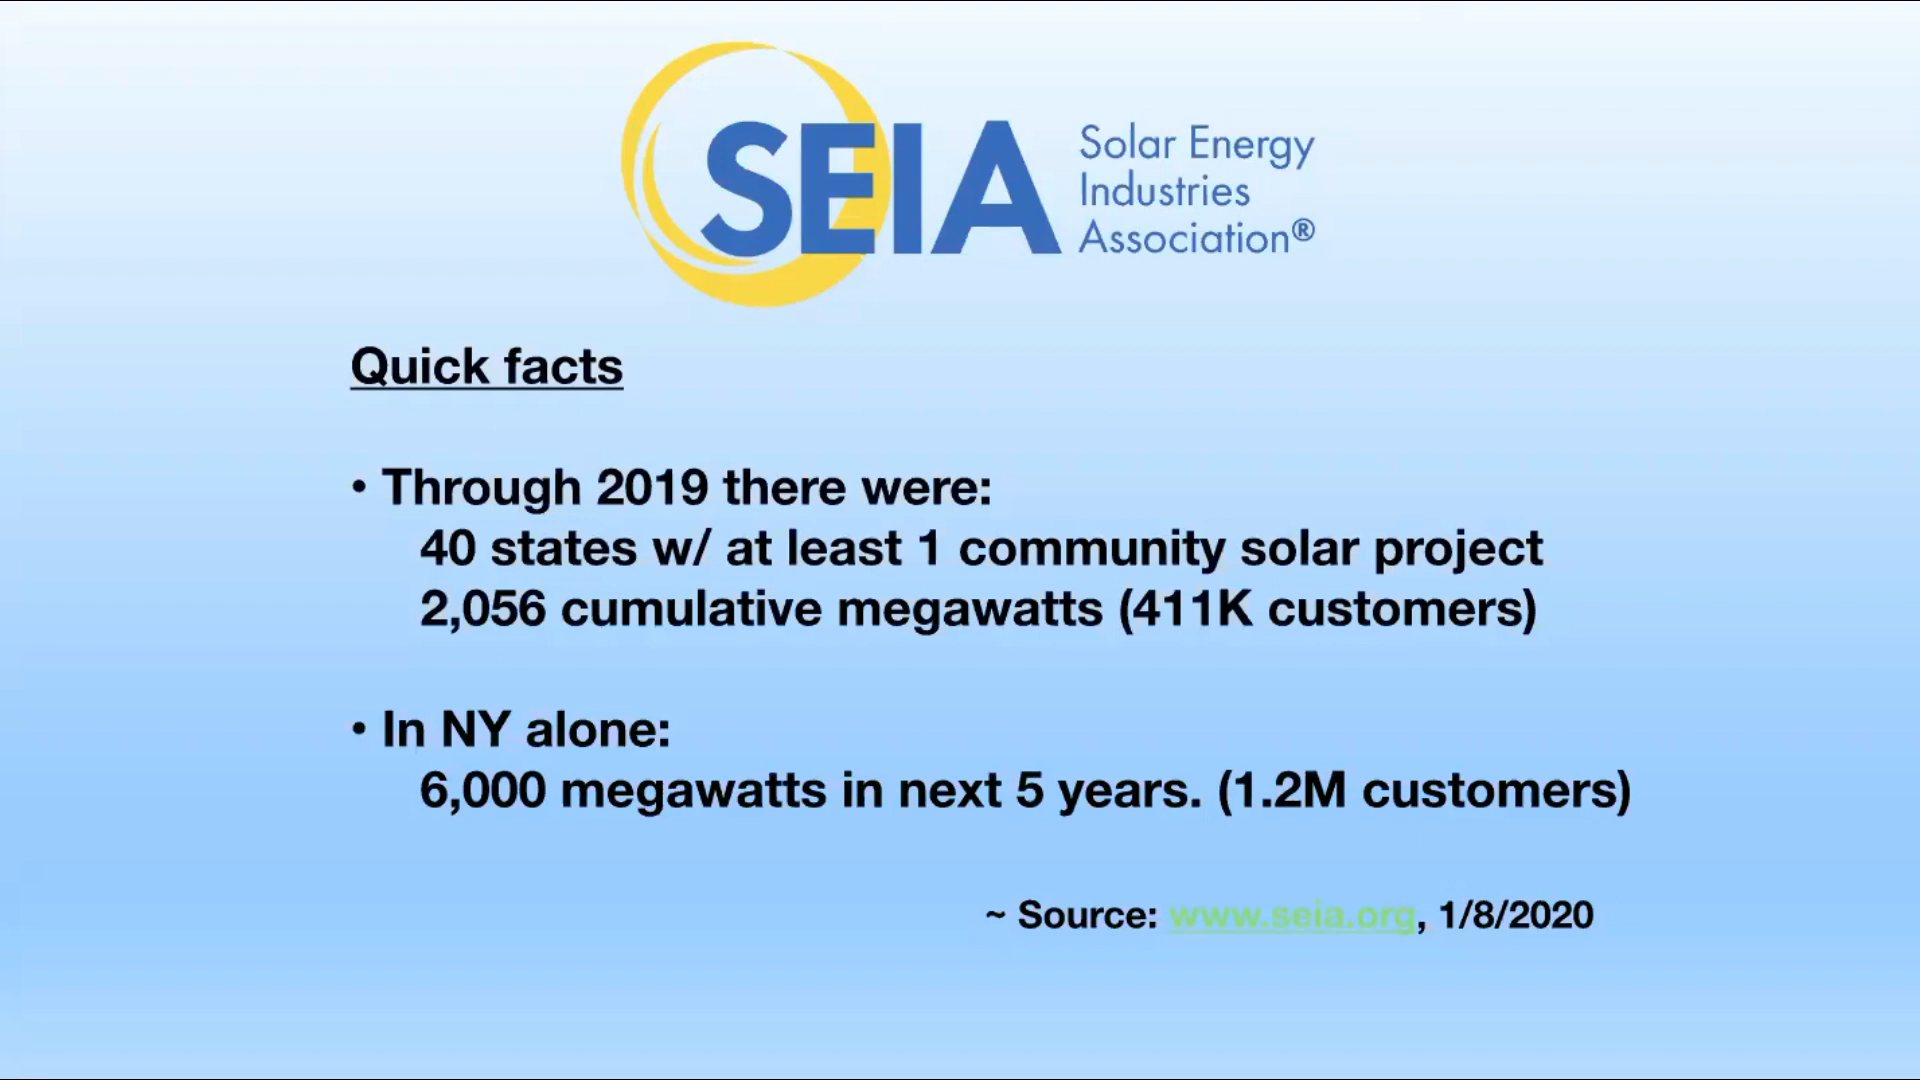 SEIA
Solar Energy
Industries
Association®
Quick facts
• Through 2019 there were:
40 states w/ at least 1 community solar project
2,056 cumulative megawatts (411K customers)
• In NY alone:
6,000 megawatts in next 5 years. (1.2M customers)
~ Source: www.seia.org, 1/8/2020